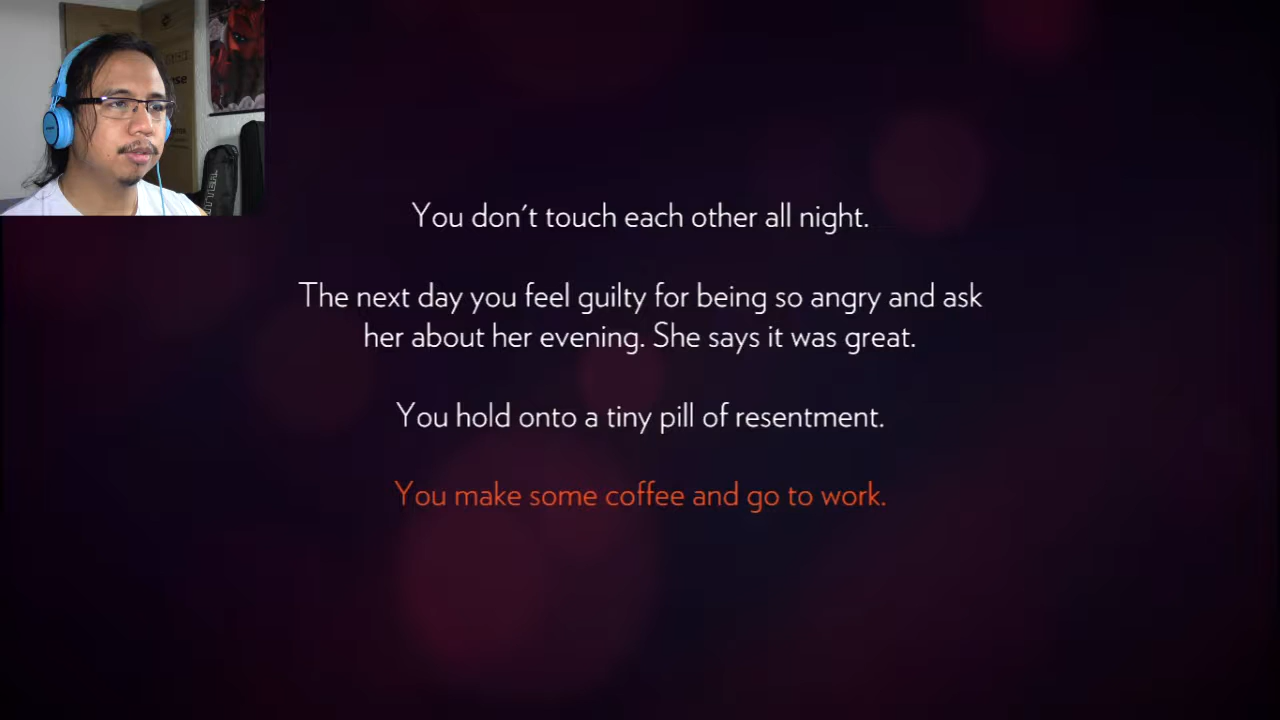 You don't touch each other all night.
The next day you feel guilty for being so angry and ask
her about her evening. She says it was great.
You hold onto a tiny pill of resentment.
You make some coffee and go to work.